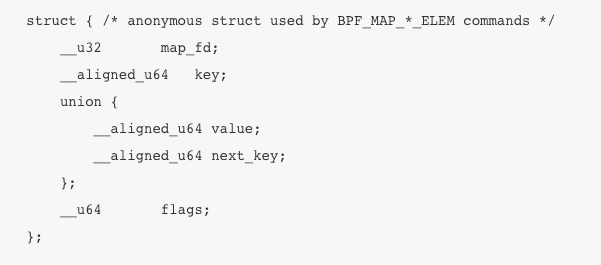 struct { /* anonymous struct used by BPF_MAP_*_ELEM commands */
    __u32       map_fd;
    __aligned_u64   key;
    union {
        __aligned_u64 value;
        __aligned_u64 next_key;
    };
    __u64       flags;
};